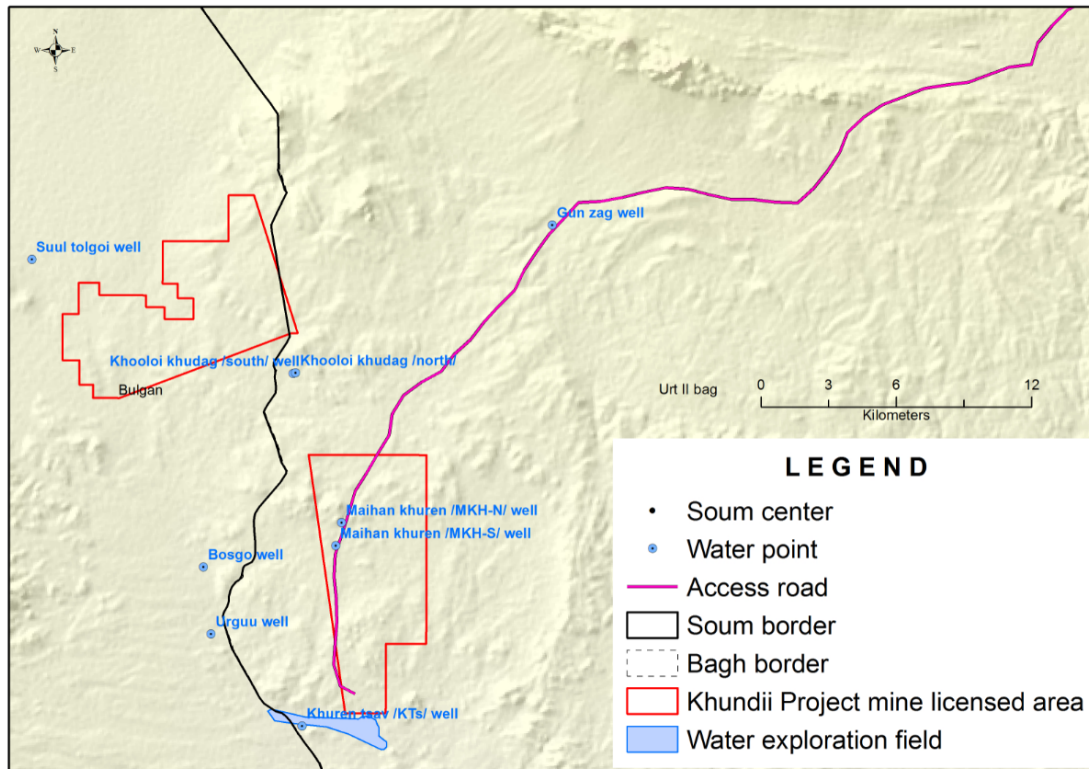 N
W E
S
Gun zag well
Suul tolgoi well
Khooloi khudag /south/ well
Khooloi khudag /north/
Bulgan
Urt II bag
0 3 6 12
Kilometers
Maihan khuren /MKH-N/ well
Maihan khuren /MKH-S/ well
Bosgo well
Urguu well
Khuren tsav /KTs/ well
LEGEND
Soum center
Water point
Access road
Soum border
Bagh border
Khundii Project mine licensed area
Water exploration field